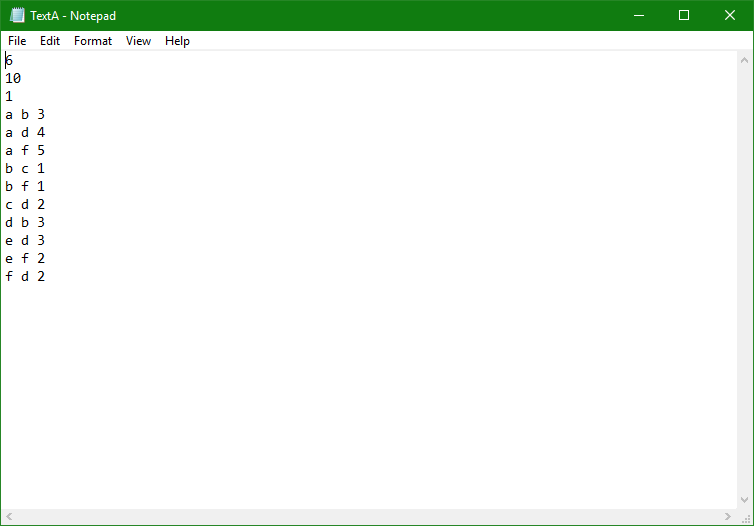 TextA - Notepad
File Edit Format View Help
6
10
1
a b 3
a d 4
a f 5
b c 1
b f 1
c d 2
d b 3
e d 3
e f 2
f d 2